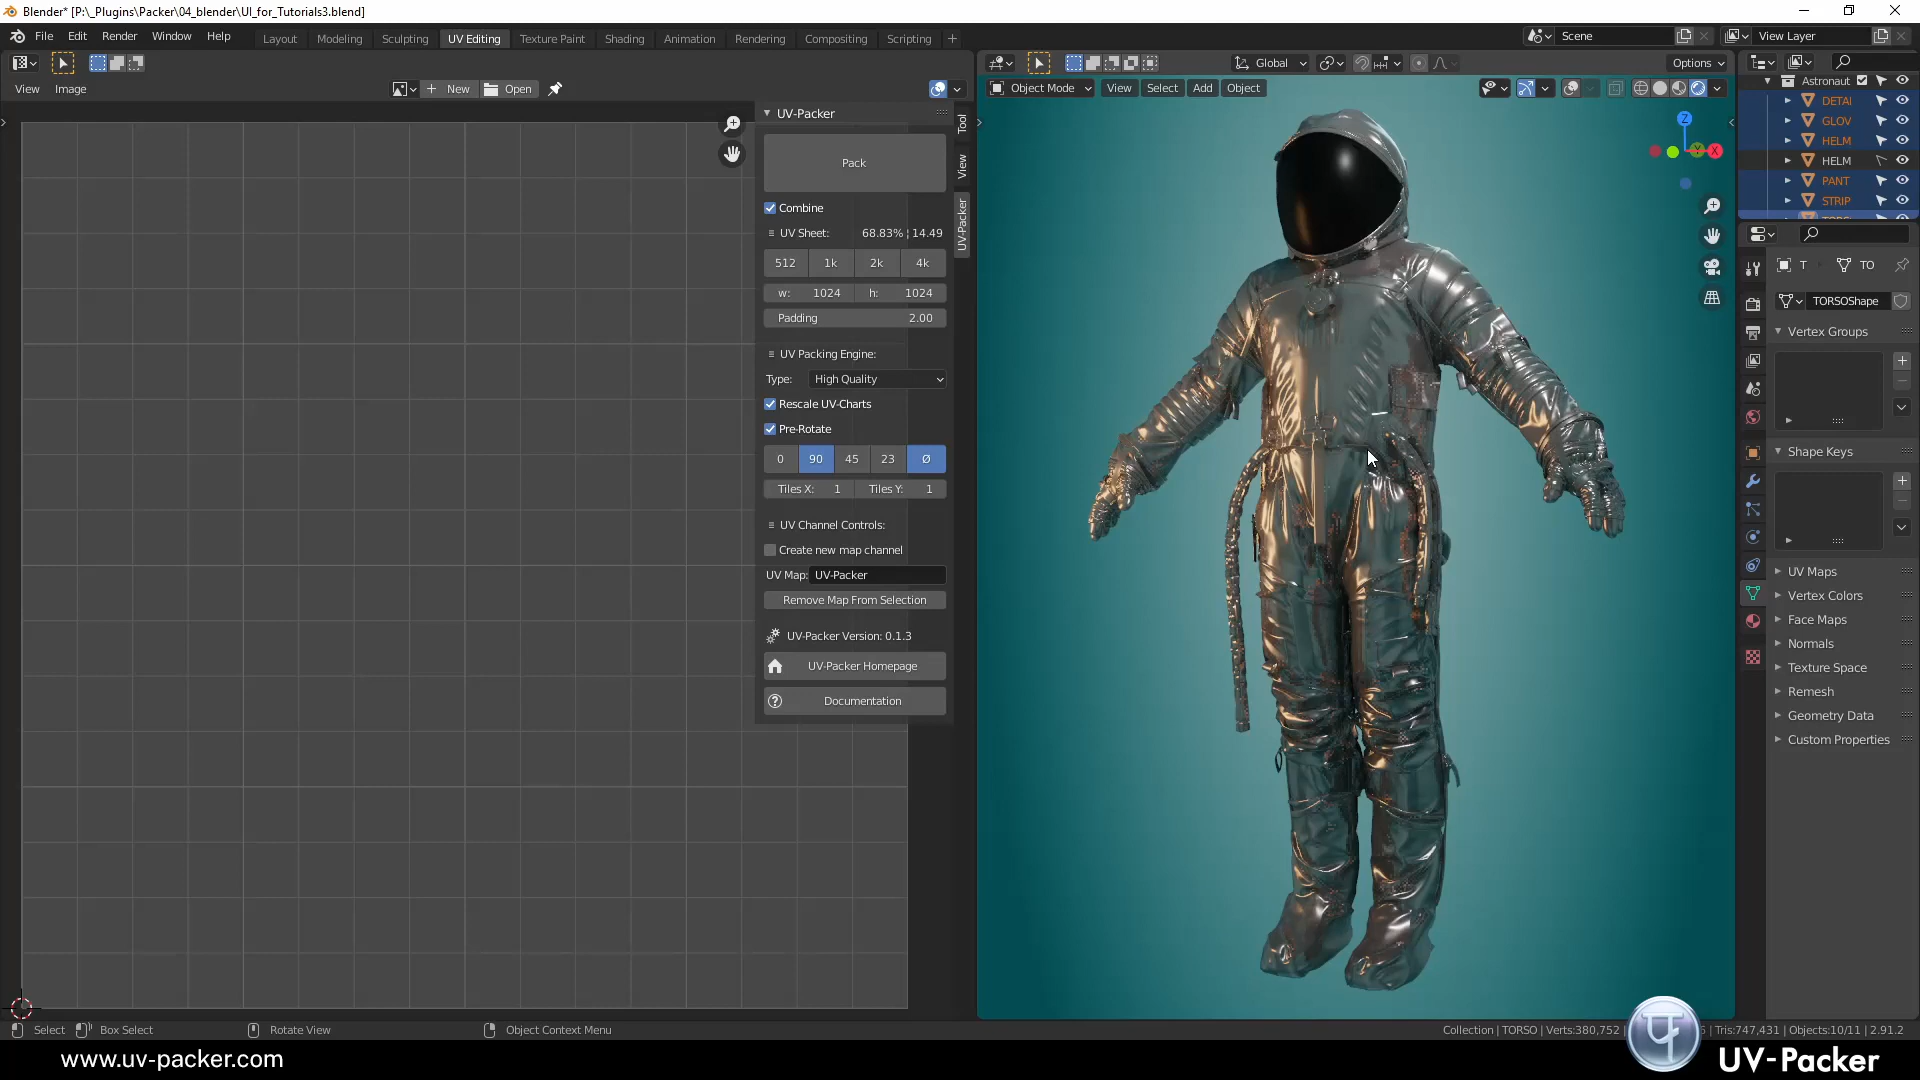 Blender* [P:\_Plugins\Packer\04_blender\UI_for_Tutorials3.blend]
File Edit Render Window Help Layout Modeling Sculpting UV Editing Texture Paint Shading Animation Rendering Compositing Scripting + Scene View Layer
Global Options
View Image + New Open Object Mode View Select Add Object
Astronaut
DETAI
GLOV
HELM
HELM
PANT
STRIP
UV-Packer
Tool
View
UV-Packer
Pack
Combine
UV Sheet: 68.83% ¦ 14.49
512 1k 2k 4k
w: 1024 h: 1024
Padding 2.00
UV Packing Engine:
Type: High Quality
Rescale UV-Charts
Pre-Rotate
0 90 45 23 Ø
Tiles X: 1 Tiles Y: 1
UV Channel Controls:
Create new map channel
UV Map: UV-Packer
Remove Map From Selection
UV-Packer Version: 0.1.3
UV-Packer Homepage
Documentation
Z
Y
X
T TO
TORSOShape
Vertex Groups
Shape Keys
UV Maps
Vertex Colors
Face Maps
Normals
Texture Space
Remesh
Geometry Data
Custom Properties
Select Box Select Rotate View Object Context Menu
Collection | TORSO | Verts:380,752 Tris:747,431 | Objects:10/11 | 2.91.2
www.uv-packer.com
UV-Packer